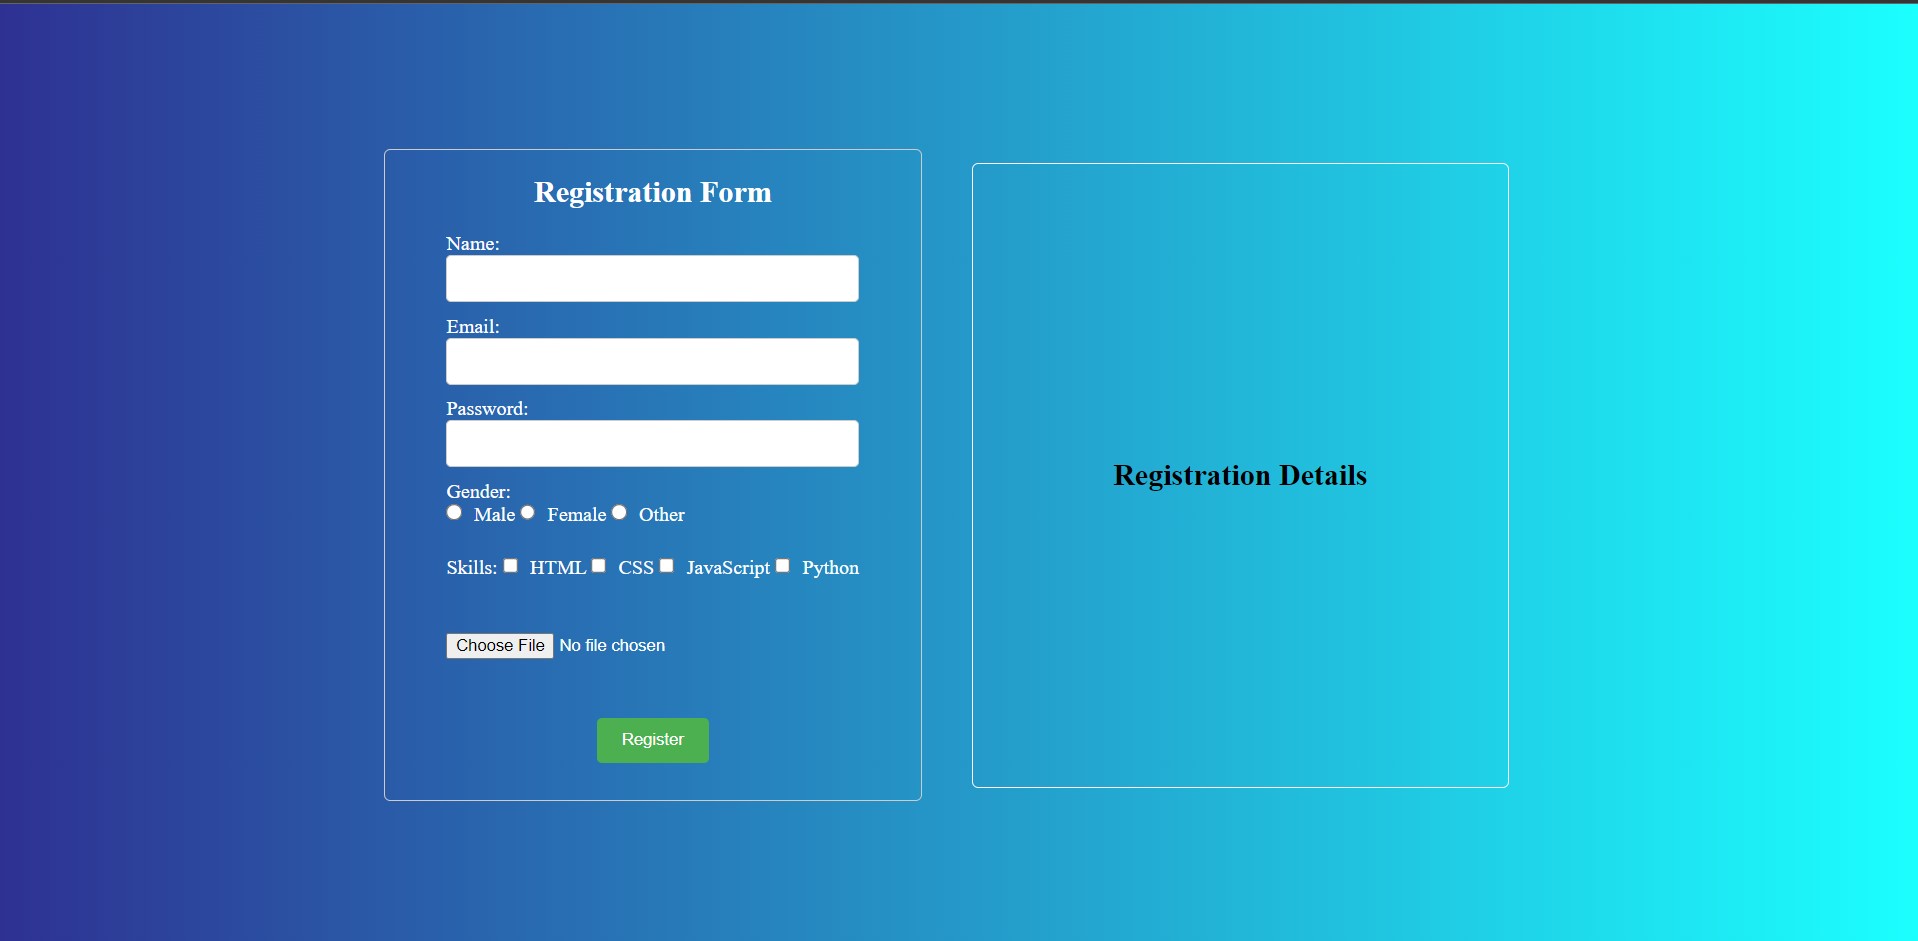 Registration Form
Name:
Email:
Password:
Gender:
Male Female Other
Skills: HTML CSS JavaScript Python
Choose File No file chosen
Register
Registration Details